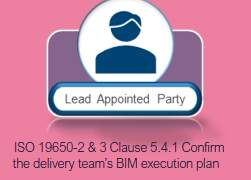 Lead Appointed Party
ISO 19650-2 & 3 Clause 5.4.1 Confirm
the delivery team's BIM execution plan